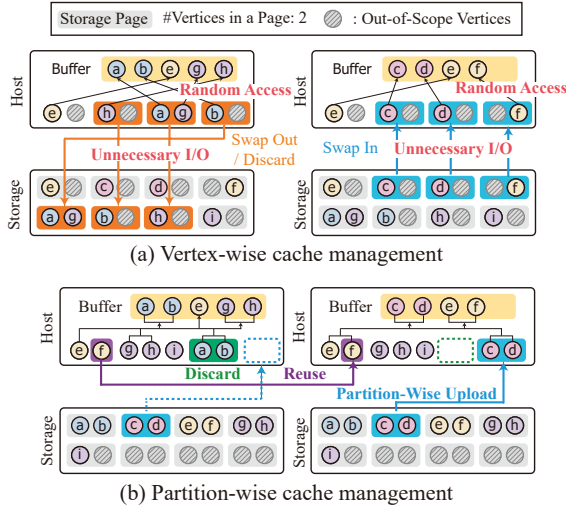 Storage Page #Vertices in a Page: 2 : Out-of-Scope Vertices
Host
Buffer a b e g h
Random Access
e h a g b
Swap Out
/ Discard
Unnecessary I/O
Storage
e c d f
a g b h i
Host
Buffer c d e f
Random Access
e c d f
Swap In
Unnecessary I/O
Storage
e c d f
a g b h i
(a) Vertex-wise cache management
Host
Buffer a b e g h
e f g h i a b
Discard
Reuse
Storage
a b c d e f g h
i
Host
Buffer c d e f
e f g h i c d
Partition-Wise Upload
Storage
a b c d e f g h
i
(b) Partition-wise cache management